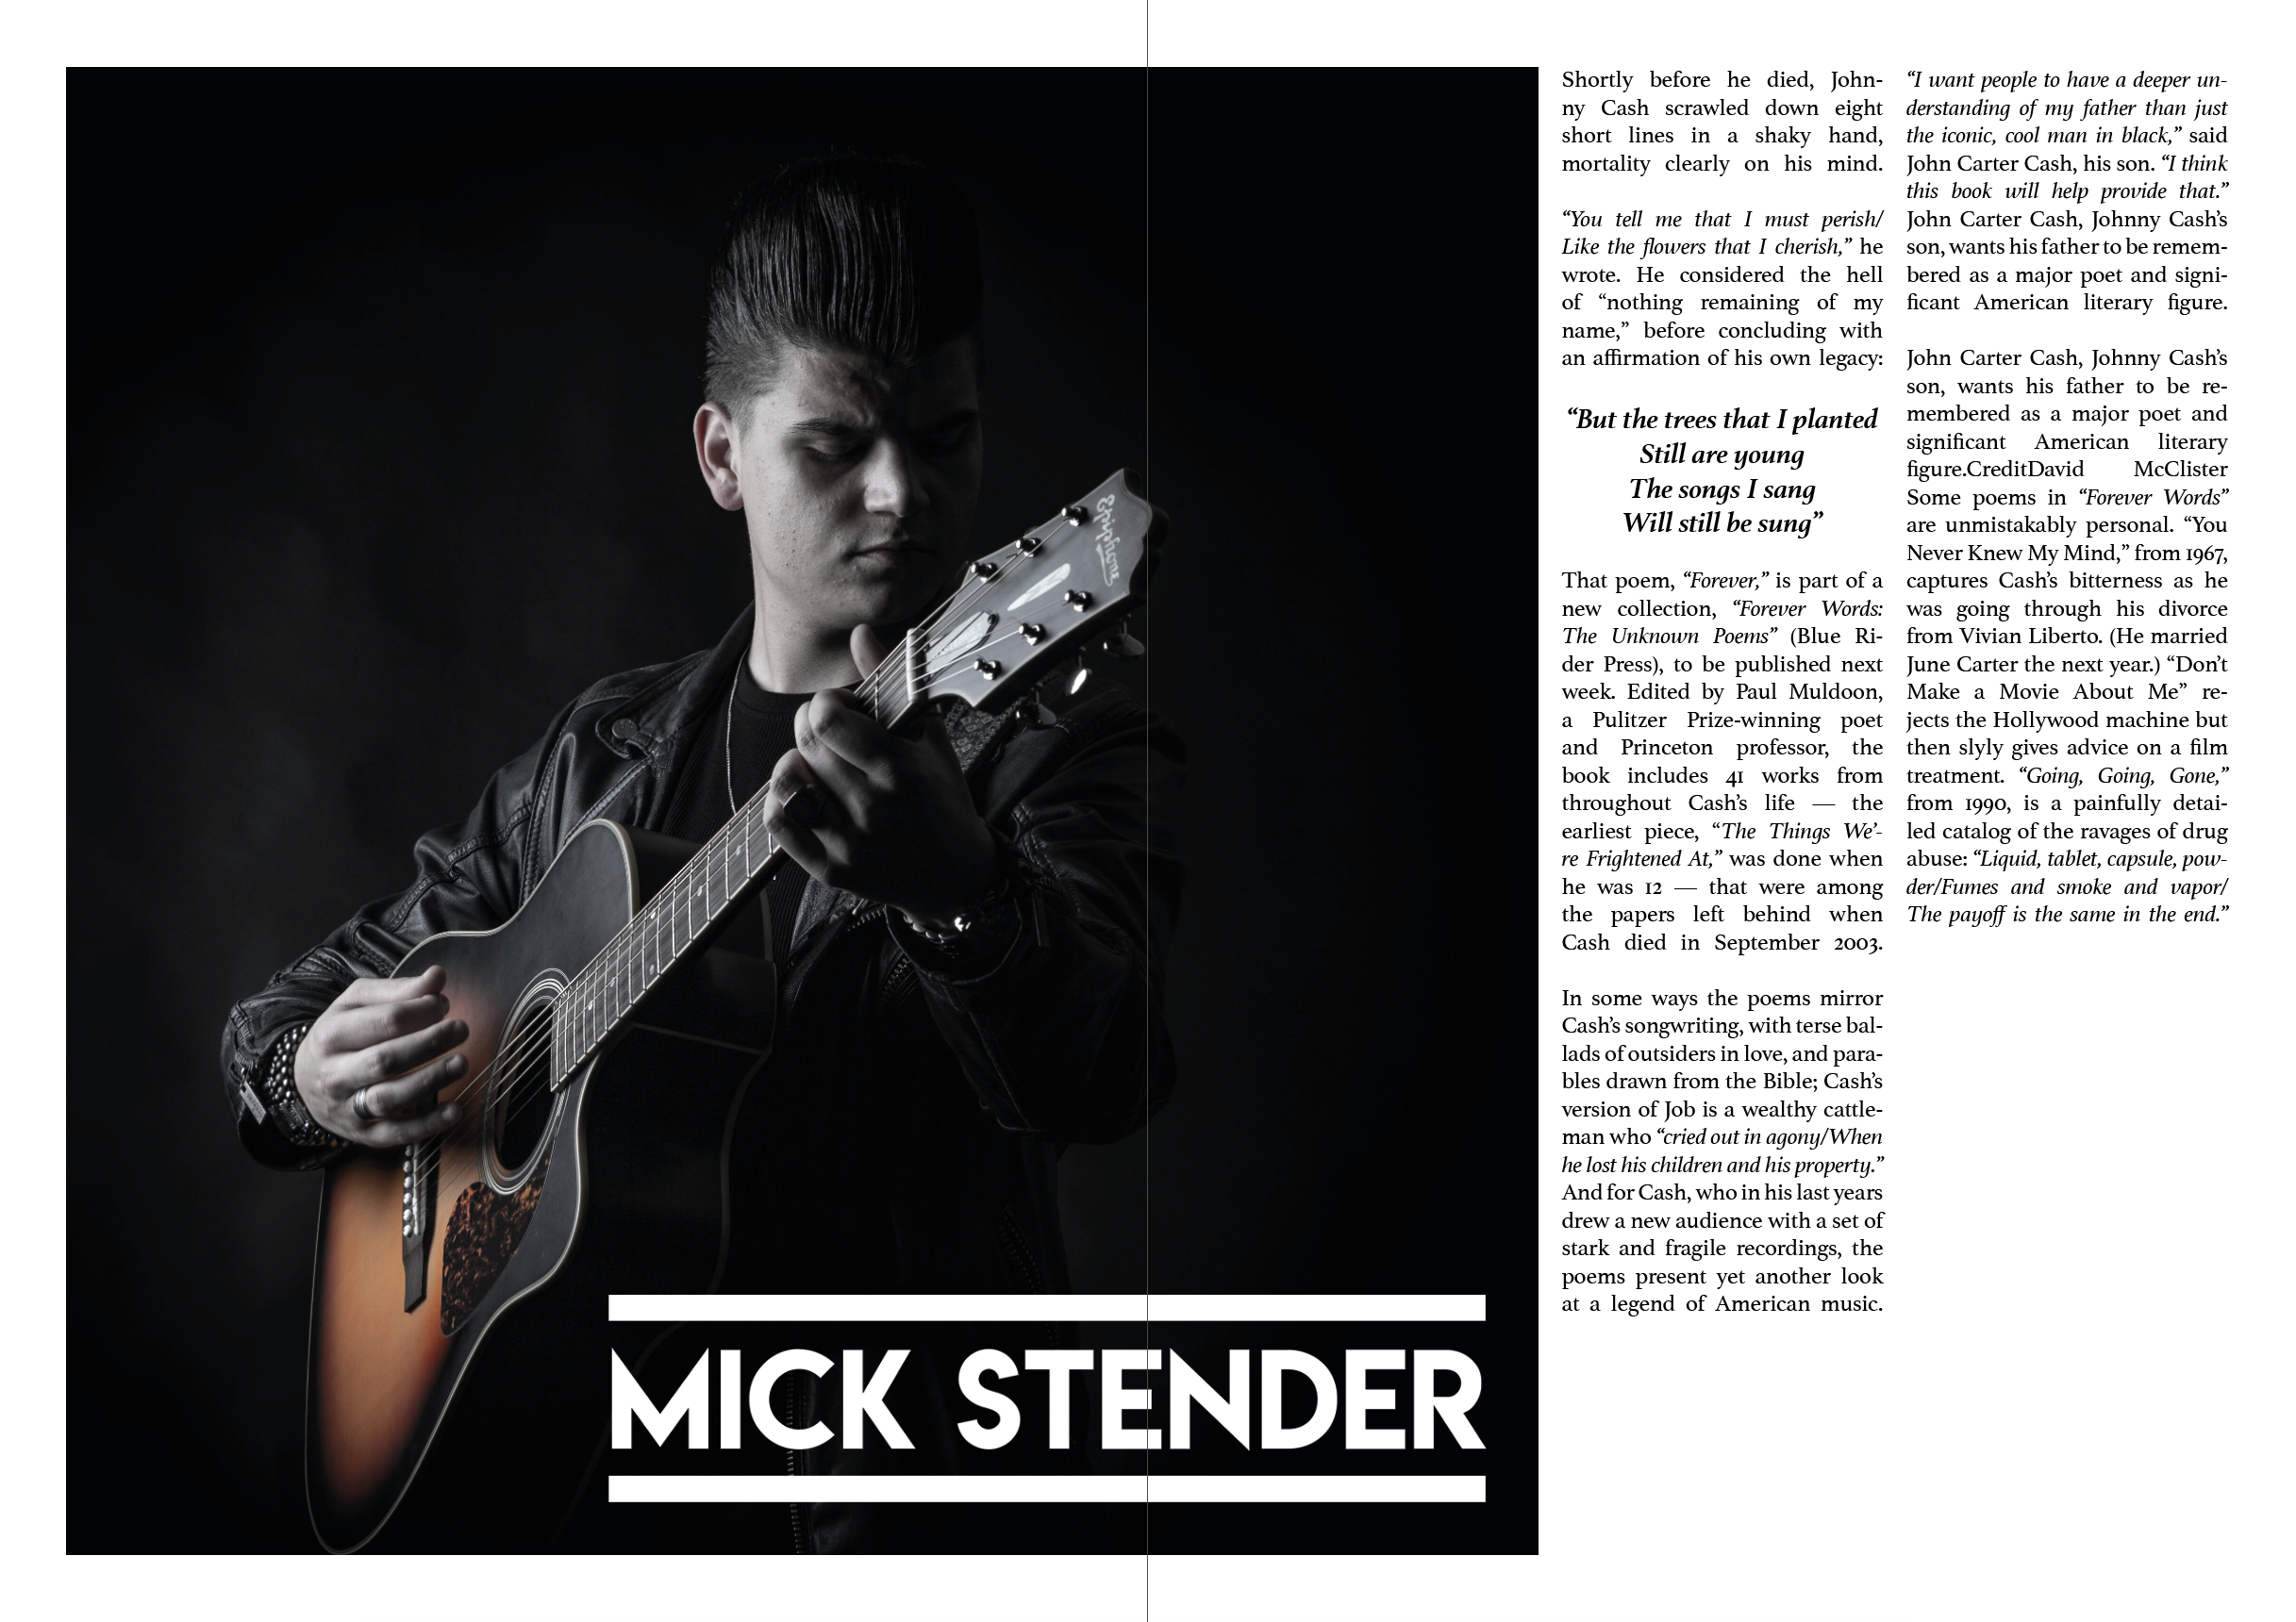 Epiphone
MICK STENDER
Shortly before he died, John-
ny Cash scrawled down eight
short lines in a shaky hand,
mortality clearly on his mind.
“You tell me that I must perish/
Like the flowers that I cherish,” he
wrote. He considered the hell
of “nothing remaining of my
name,” before concluding with
an affirmation of his own legacy:
“But the trees that I planted
Still are young
The songs I sang
Will still be sung”
That poem, “Forever,” is part of a
new collection, “Forever Words:
The Unknown Poems” (Blue Ri-
der Press), to be published next
week. Edited by Paul Muldoon,
a Pulitzer Prize-winning poet
and Princeton professor, the
book includes 41 works from
throughout Cash’s life — the
earliest piece, “The Things We’-
re Frightened At,” was done when
he was 12 — that were among
the papers left behind when
Cash died in September 2003.
In some ways the poems mirror
Cash’s songwriting, with terse bal-
lads of outsiders in love, and para-
bles drawn from the Bible; Cash’s
version of Job is a wealthy cattle-
man who “cried out in agony/When
he lost his children and his property.”
And for Cash, who in his last years
drew a new audience with a set of
stark and fragile recordings, the
poems present yet another look
at a legend of American music.
“I want people to have a deeper un-
derstanding of my father than just
the iconic, cool man in black,” said
John Carter Cash, his son. “I think
this book will help provide that.”
John Carter Cash, Johnny Cash’s
son, wants his father to be remem-
bered as a major poet and signi-
ficant American literary figure.
John Carter Cash, Johnny Cash’s
son, wants his father to be re-
membered as a major poet and
significant American literary
figure.CreditDavid McClister
Some poems in “Forever Words”
are unmistakably personal. “You
Never Knew My Mind,” from 1967,
captures Cash’s bitterness as he
was going through his divorce
from Vivian Liberto. (He married
June Carter the next year.) “Don’t
Make a Movie About Me” re-
jects the Hollywood machine but
then slyly gives advice on a film
treatment. “Going, Going, Gone,”
from 1990, is a painfully detai-
led catalog of the ravages of drug
abuse: “Liquid, tablet, capsule, pow-
der/Fumes and smoke and vapor/
The payoff is the same in the end.”